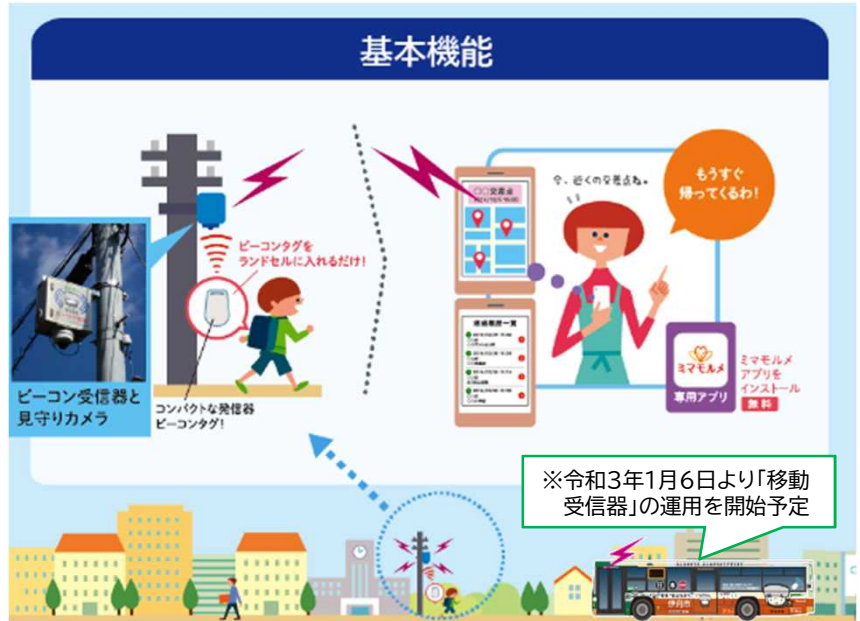 基本機能
今、近くの交差点ね。
もうすぐ
帰ってくるわ!
〇〇交差点
ビーコンタグを
ランドセルに入れるだけ!
ビーコン受信器と
見守りカメラ
コンパクトな発信器
ビーコンタグ!
ミマモルメ
専用アプリ
ミマモルメ
アプリを
インストール
無料
※令和3年1月6日より「移動
受信器」の運用を開始予定
伊丹市